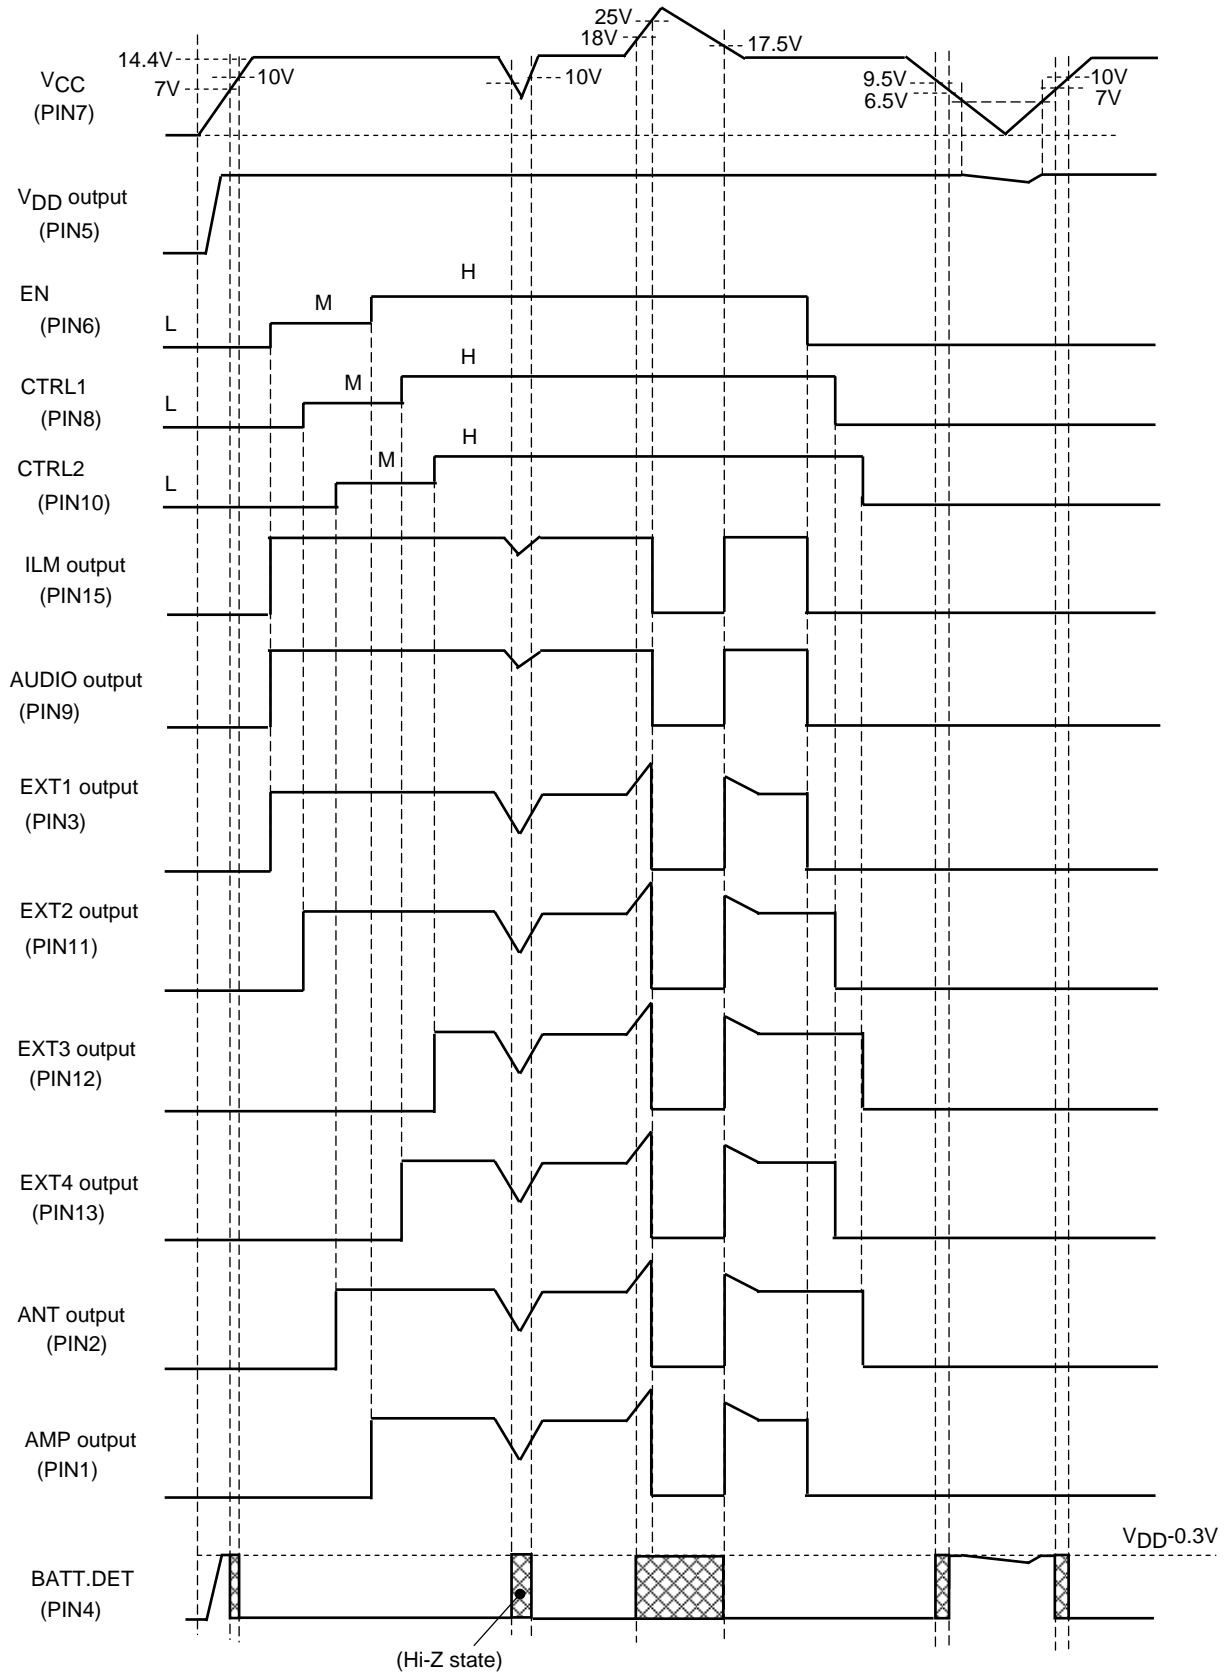 25V
18V
17.5V
14.4V
10V
10V
7V
VCC
(PIN7)
9.5V
6.5V
10V
7V
VDD output
(PIN5)
EN
(PIN6)
L
M
H
CTRL1
(PIN8)
L
M
H
CTRL2
(PIN10)
L
M
H
ILM output
(PIN15)
AUDIO output
(PIN9)
EXT1 output
(PIN3)
EXT2 output
(PIN11)
EXT3 output
(PIN12)
EXT4 output
(PIN13)
ANT output
(PIN2)
AMP output
(PIN1)
VDD-0.3V
BATT.DET
(PIN4)
(Hi-Z state)